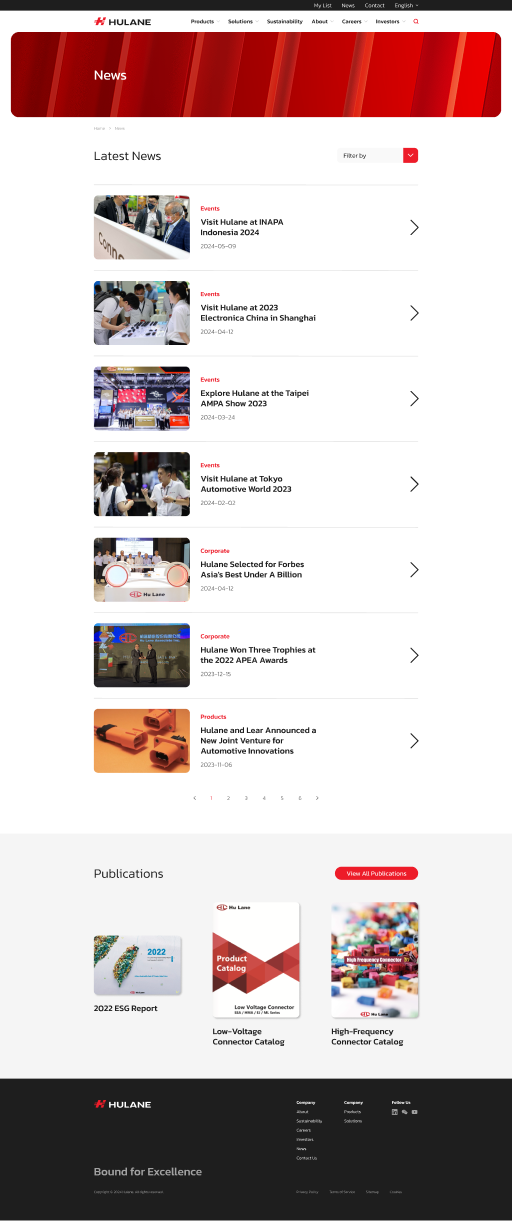 My List News Contact English
HULANE Products Solutions Sustainability About Careers Investors
News
Home > News
Latest News
Filter by
Events
Visit Hulane at INAPA
Indonesia 2024
2024-05-09
Events
Visit Hulane at 2023
Electronica China in Shanghai
2024-04-12
Events
Explore Hulane at the Taipei
AMPA Show 2023
2024-03-24
Events
Visit Hulane at Tokyo
Automotive World 2023
2024-02-02
Corporate
Hulane Selected for Forbes
Asia's Best Under A Billion
2024-04-12
Hu Lane
Corporate
Hulane Won Three Trophies at
the 2022 APEA Awards
2023-12-15
Products
Hulane and Lear Announced a
New Joint Venture for
Automotive Innovations
2023-11-06
< 1 2 3 4 5 6 >
Publications
View All Publications
2022
2022 ESG Report
Hu Lane
Product
Catalog
Low Voltage Connector
Low-Voltage
Connector Catalog
High Frequency Connector
Hu Lane
High-Frequency
Connector Catalog
HULANE
Company
About
Sustainability
Careers
Investors
News
Contact Us
Company
Products
Solutions
Follow Us
Bound for Excellence
Privacy Policy Terms of Service Sitemap Cookies